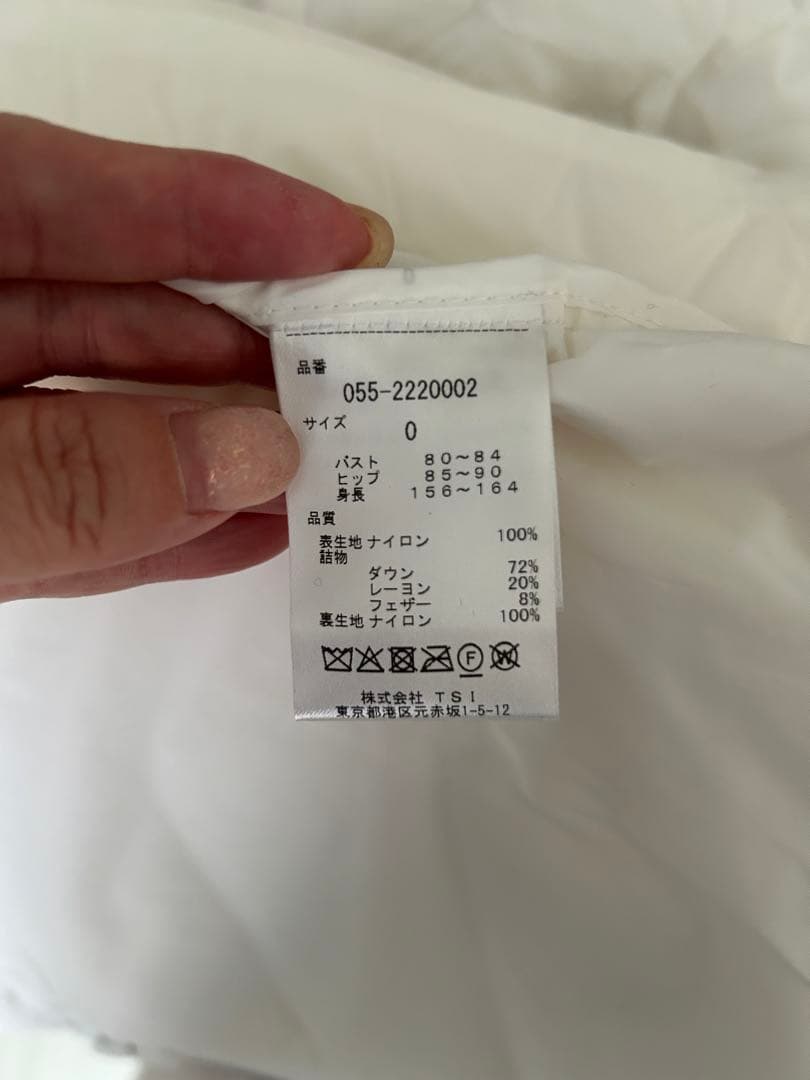 品番
055-2220002
サイズ 0
バスト 80～84
ヒップ 85～90
身長 156～164
品質
表生地 ナイロン 100%
詰物
ダウン 72%
レーヨン 20%
フェザー 8%
裏生地 ナイロン 100%
F W
株式会社 TSI
東京都港区元赤坂1-5-12